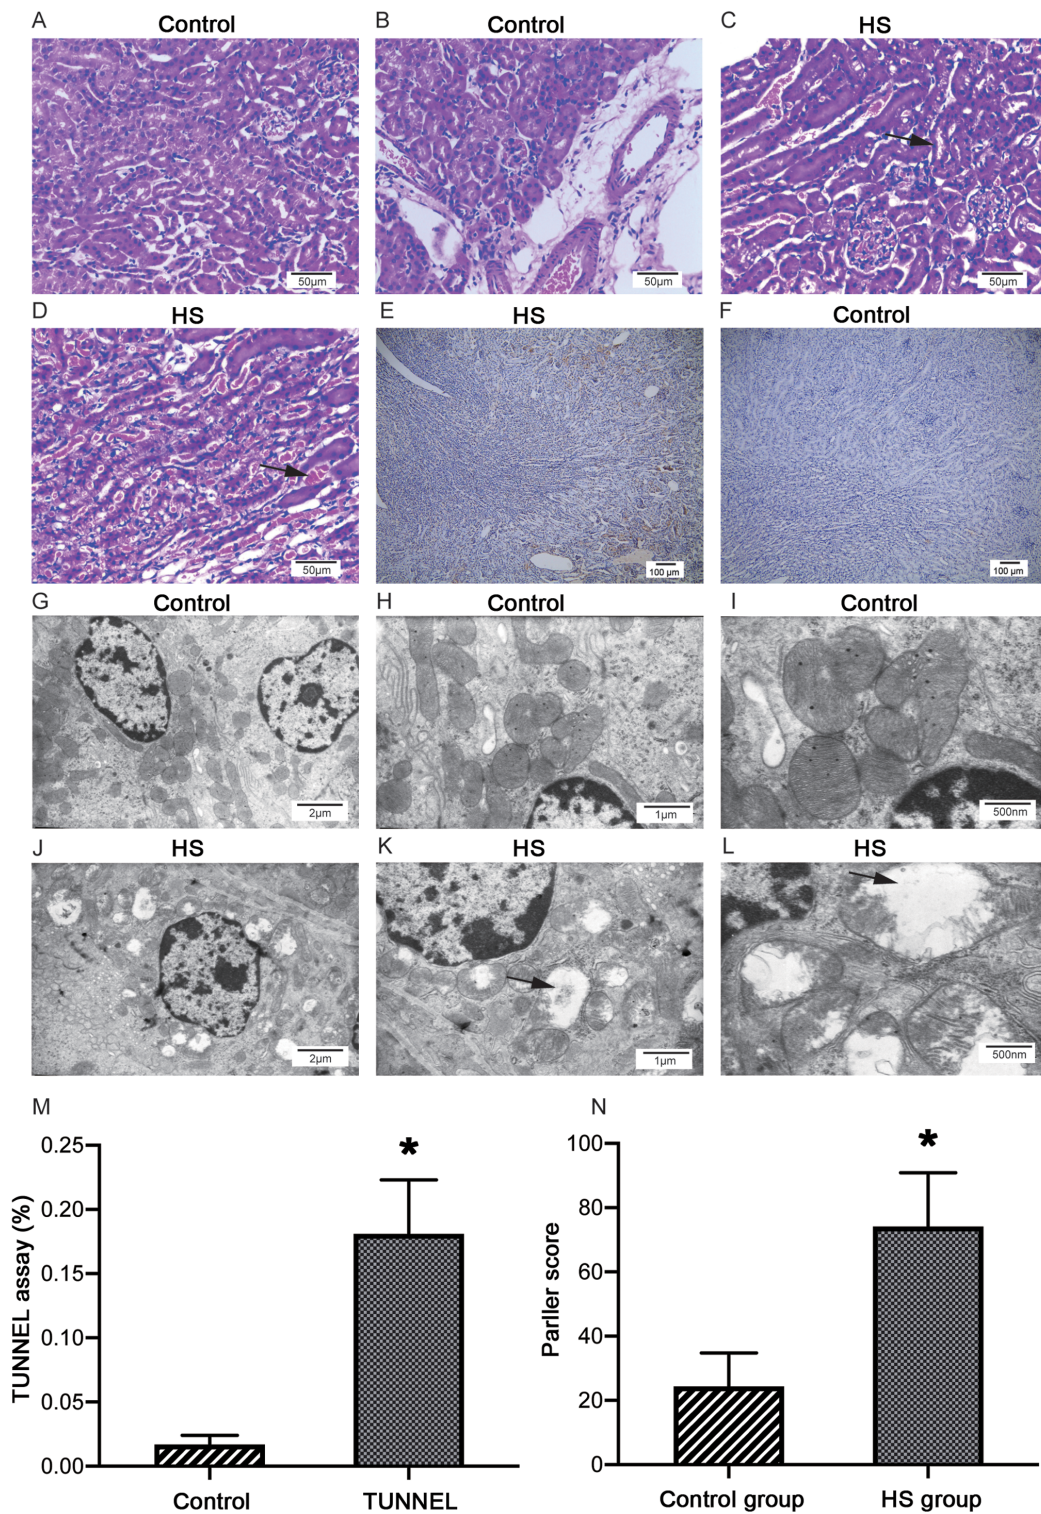 A Control
B Control
C HS
50µm
50µm
50µm
D HS
E HS
F Control
50µm
100 µm
100 µm
G Control
H Control
I Control
2µm
1µm
500nm
J HS
K HS
L HS
2µm
1µm
500nm
M
N
TUNNEL assay (%)
0.25
0.20
0.15
0.10
0.05
0.00
*
Control
TUNNEL
Parller score
100
80
60
40
20
0
*
Control group
HS group